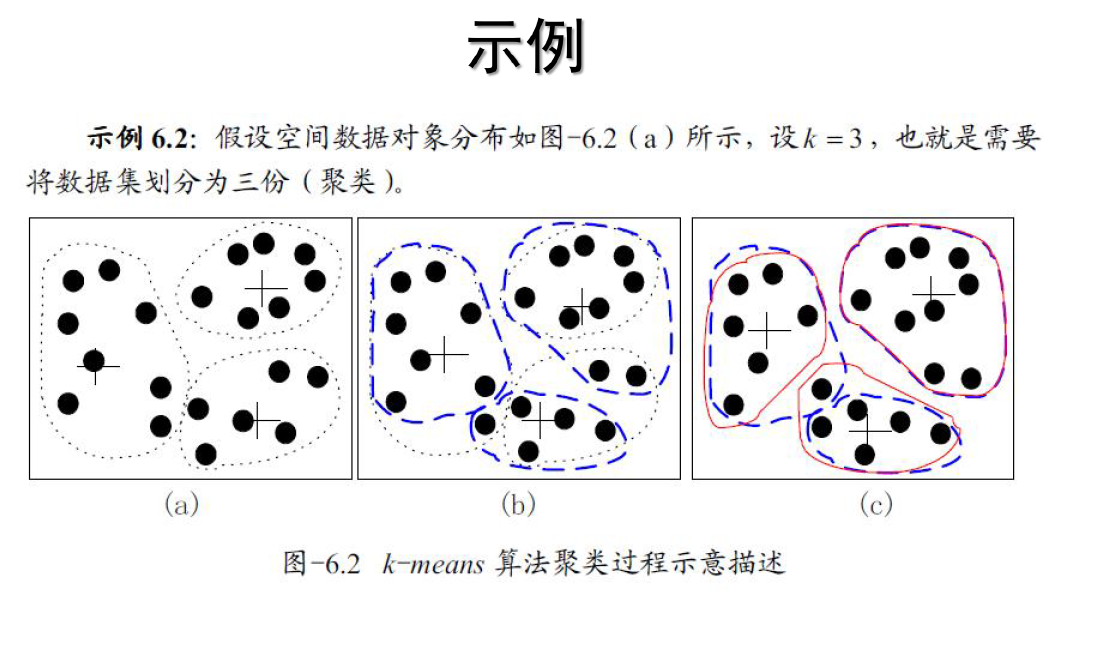 示例
示例 6.2：假设空间数据对象分布如图-6.2（a）所示，设k = 3，也就是需要
将数据集划分为三份（聚类）。
(a)
(b)
(c)
图-6.2 k-means 算法聚类过程示意描述